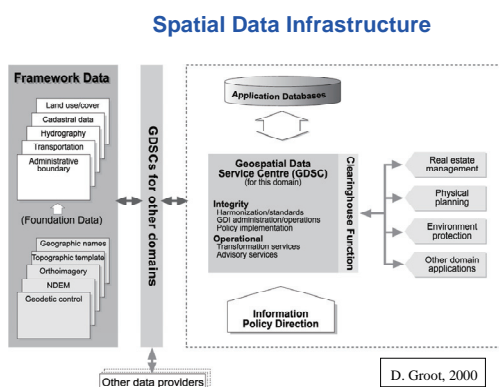 Spatial Data Infrastructure
Framework Data
Land use/cover
Cadastral data
Hydrography
Transportation
Administrative
boundary
(Foundation Data)
Geographic names
Topographic template
Orthoimagery
NDEM
Geodetic control
GDSCs for other domains
Other data providers
Application Databases
Geospatial Data
Service Centre (GDSC)
(for this domain)
Integrity
Harmonization/standards
GDI administration/operations
Policy implementation
Operational
Transformation services
Advisory services
Clearinghouse Function
Information
Policy Direction
Real estate
management
Physical
planning
Environment
protection
Other domain
applications
D. Groot, 2000